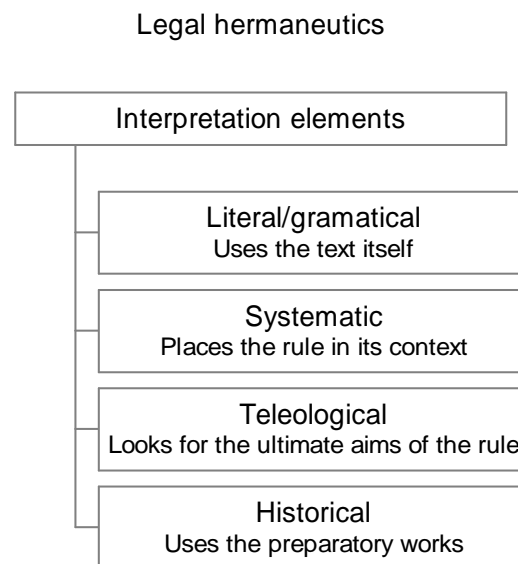 Legal hermaneutics
Interpretation elements
Literal/gramatical
Uses the text itself
Systematic
Places the rule in its context
Teleological
Looks for the ultimate aims of the rule
Historical
Uses the preparatory works